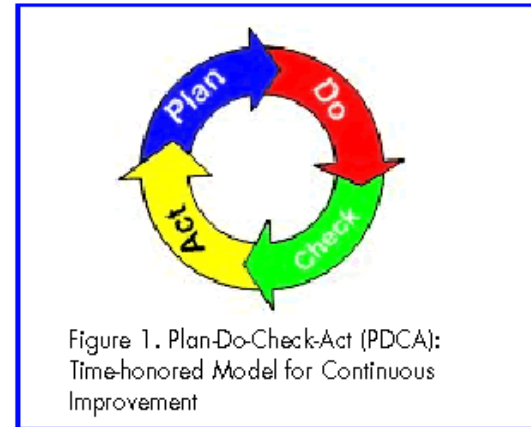 Plan
Do
Check
Act
Figure 1. Plan-Do-Check-Act (PDCA):
Time-honored Model for Continuous
Improvement